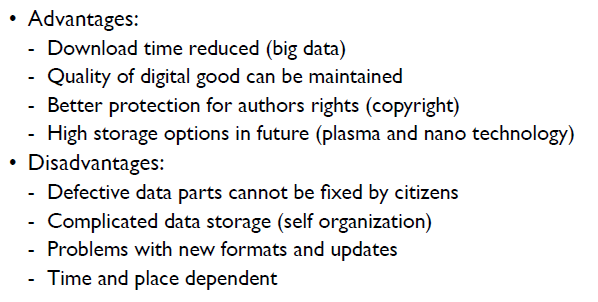 • Advantages:
- Download time reduced (big data)
- Quality of digital good can be maintained
- Better protection for authors rights (copyright)
- High storage options in future (plasma and nano technology)
• Disadvantages:
- Defective data parts cannot be fixed by citizens
- Complicated data storage (self organization)
- Problems with new formats and updates
- Time and place dependent